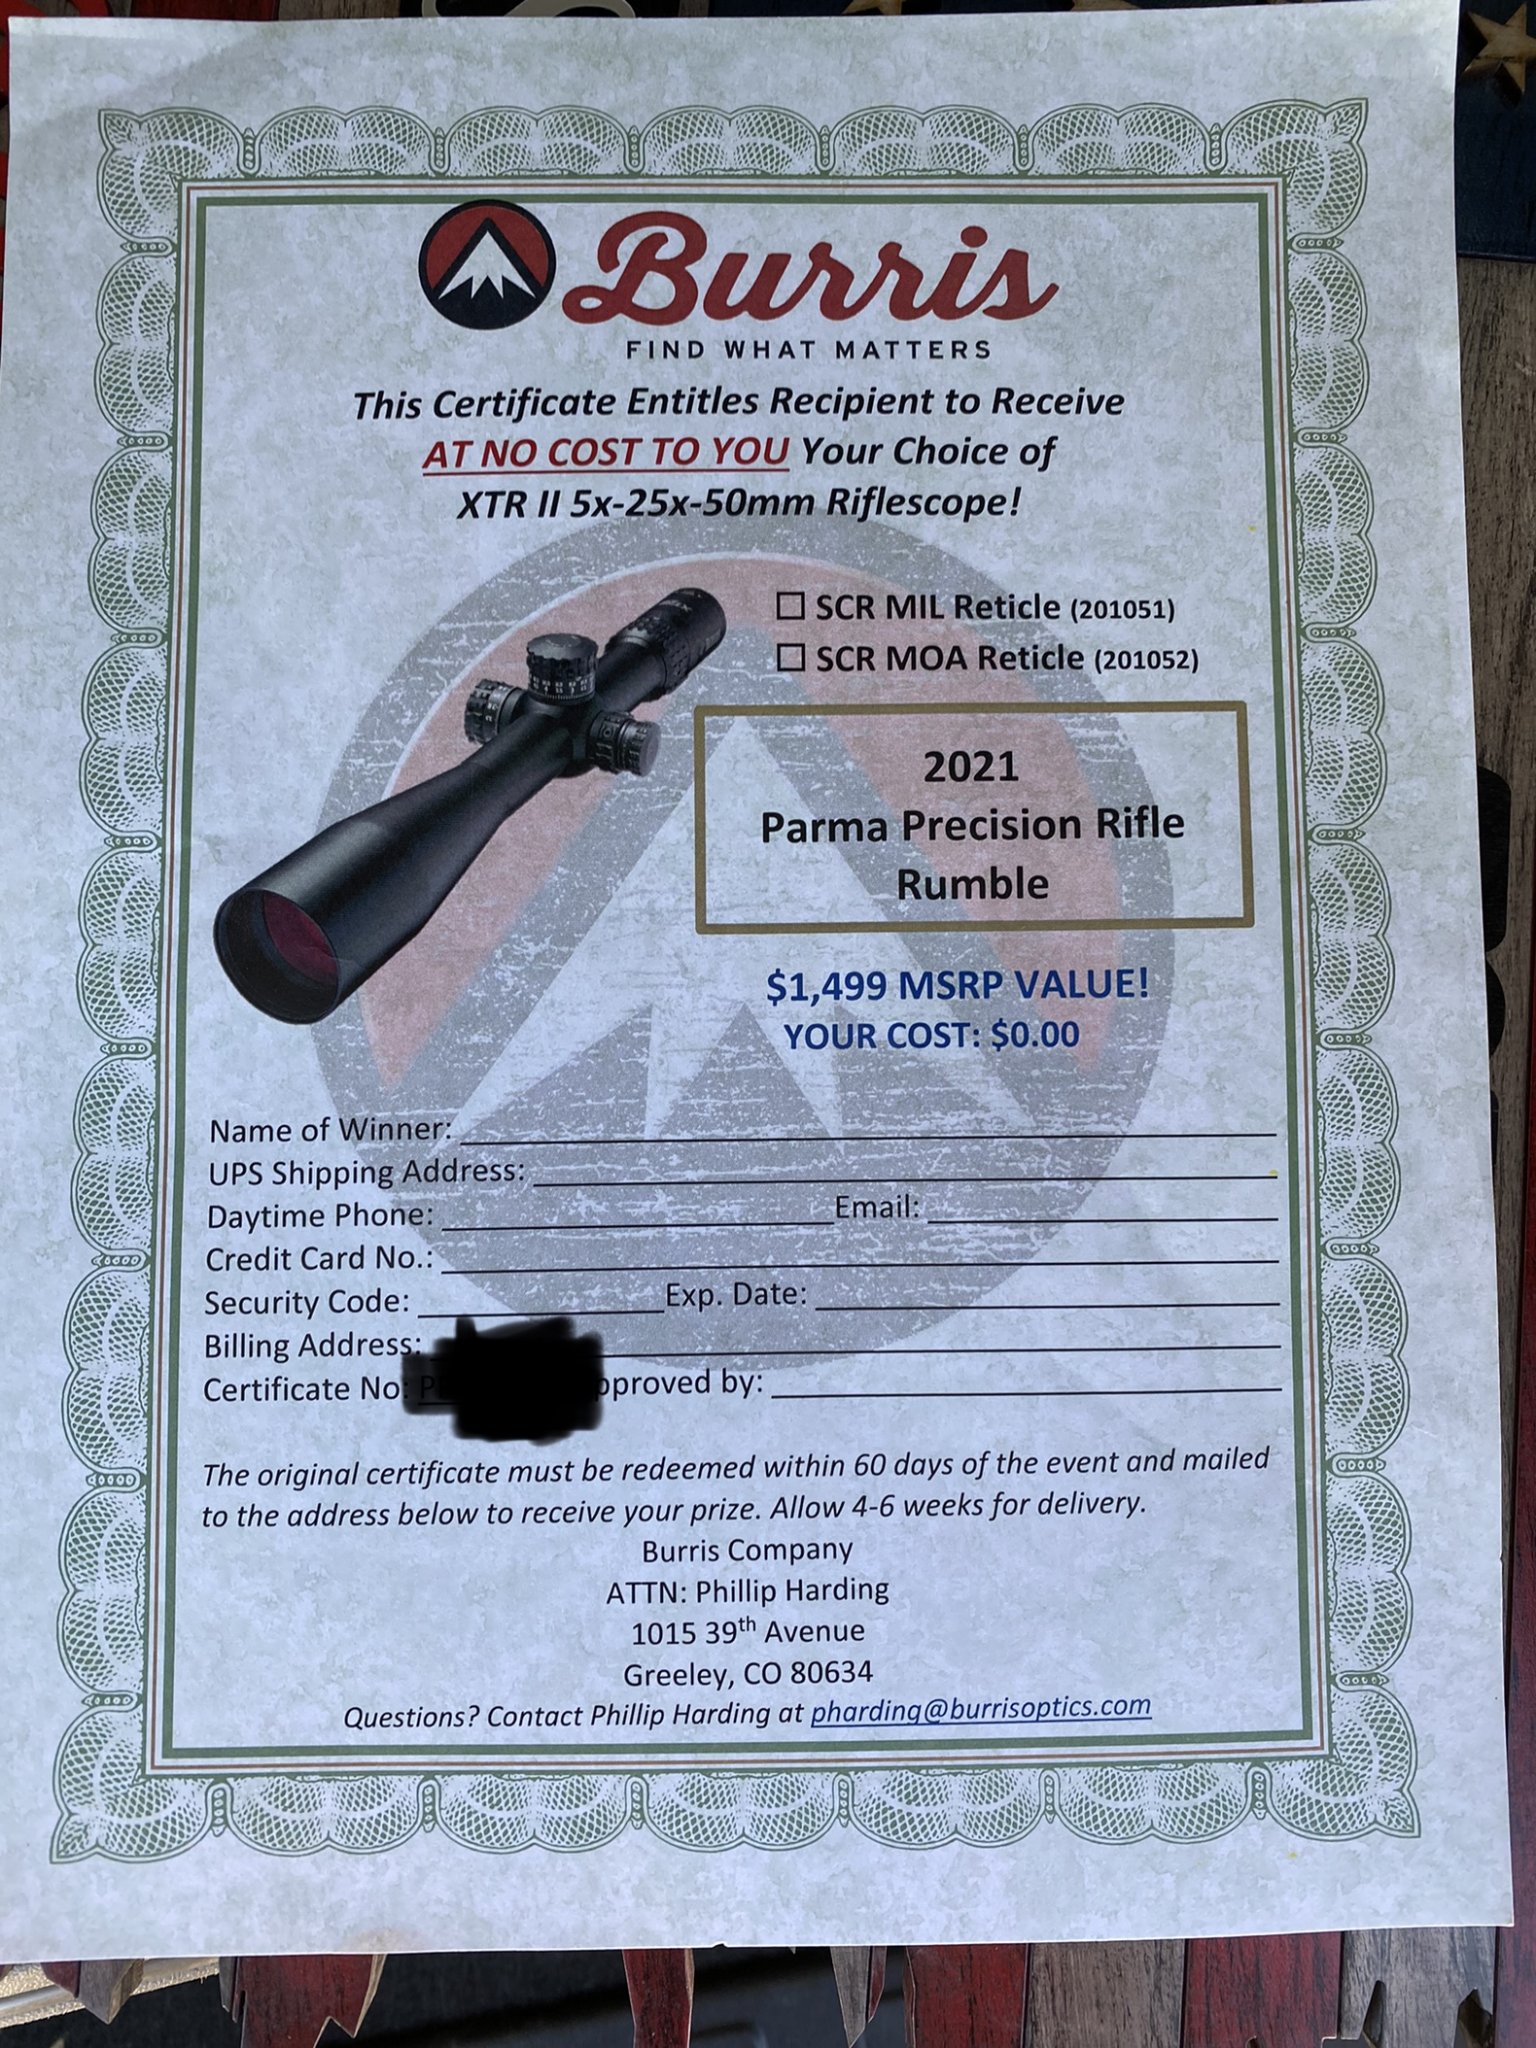 Burris
FIND WHAT MATTERS
This Certificate Entitles Recipient to Receive
AT NO COST TO YOU Your Choice of
XTR II 5x-25x-50mm Riflescope!
☐ SCR MIL Reticle (201051)
☐ SCR MOA Reticle (201052)
2021
Parma Precision Rifle
Rumble
$1,499 MSRP VALUE!
YOUR COST: $0.00
Name of Winner:
UPS Shipping Address:
Daytime Phone: Email:
Credit Card No.:
Security Code: Exp. Date:
Billing Address:
Certificate No: pproved by:
The original certificate must be redeemed within 60 days of the event and mailed
to the address below to receive your prize. Allow 4-6 weeks for delivery.
Burris Company
ATTN: Phillip Harding
1015 39th Avenue
Greeley, CO 80634
Questions? Contact Phillip Harding at pharding@burrisoptics.com